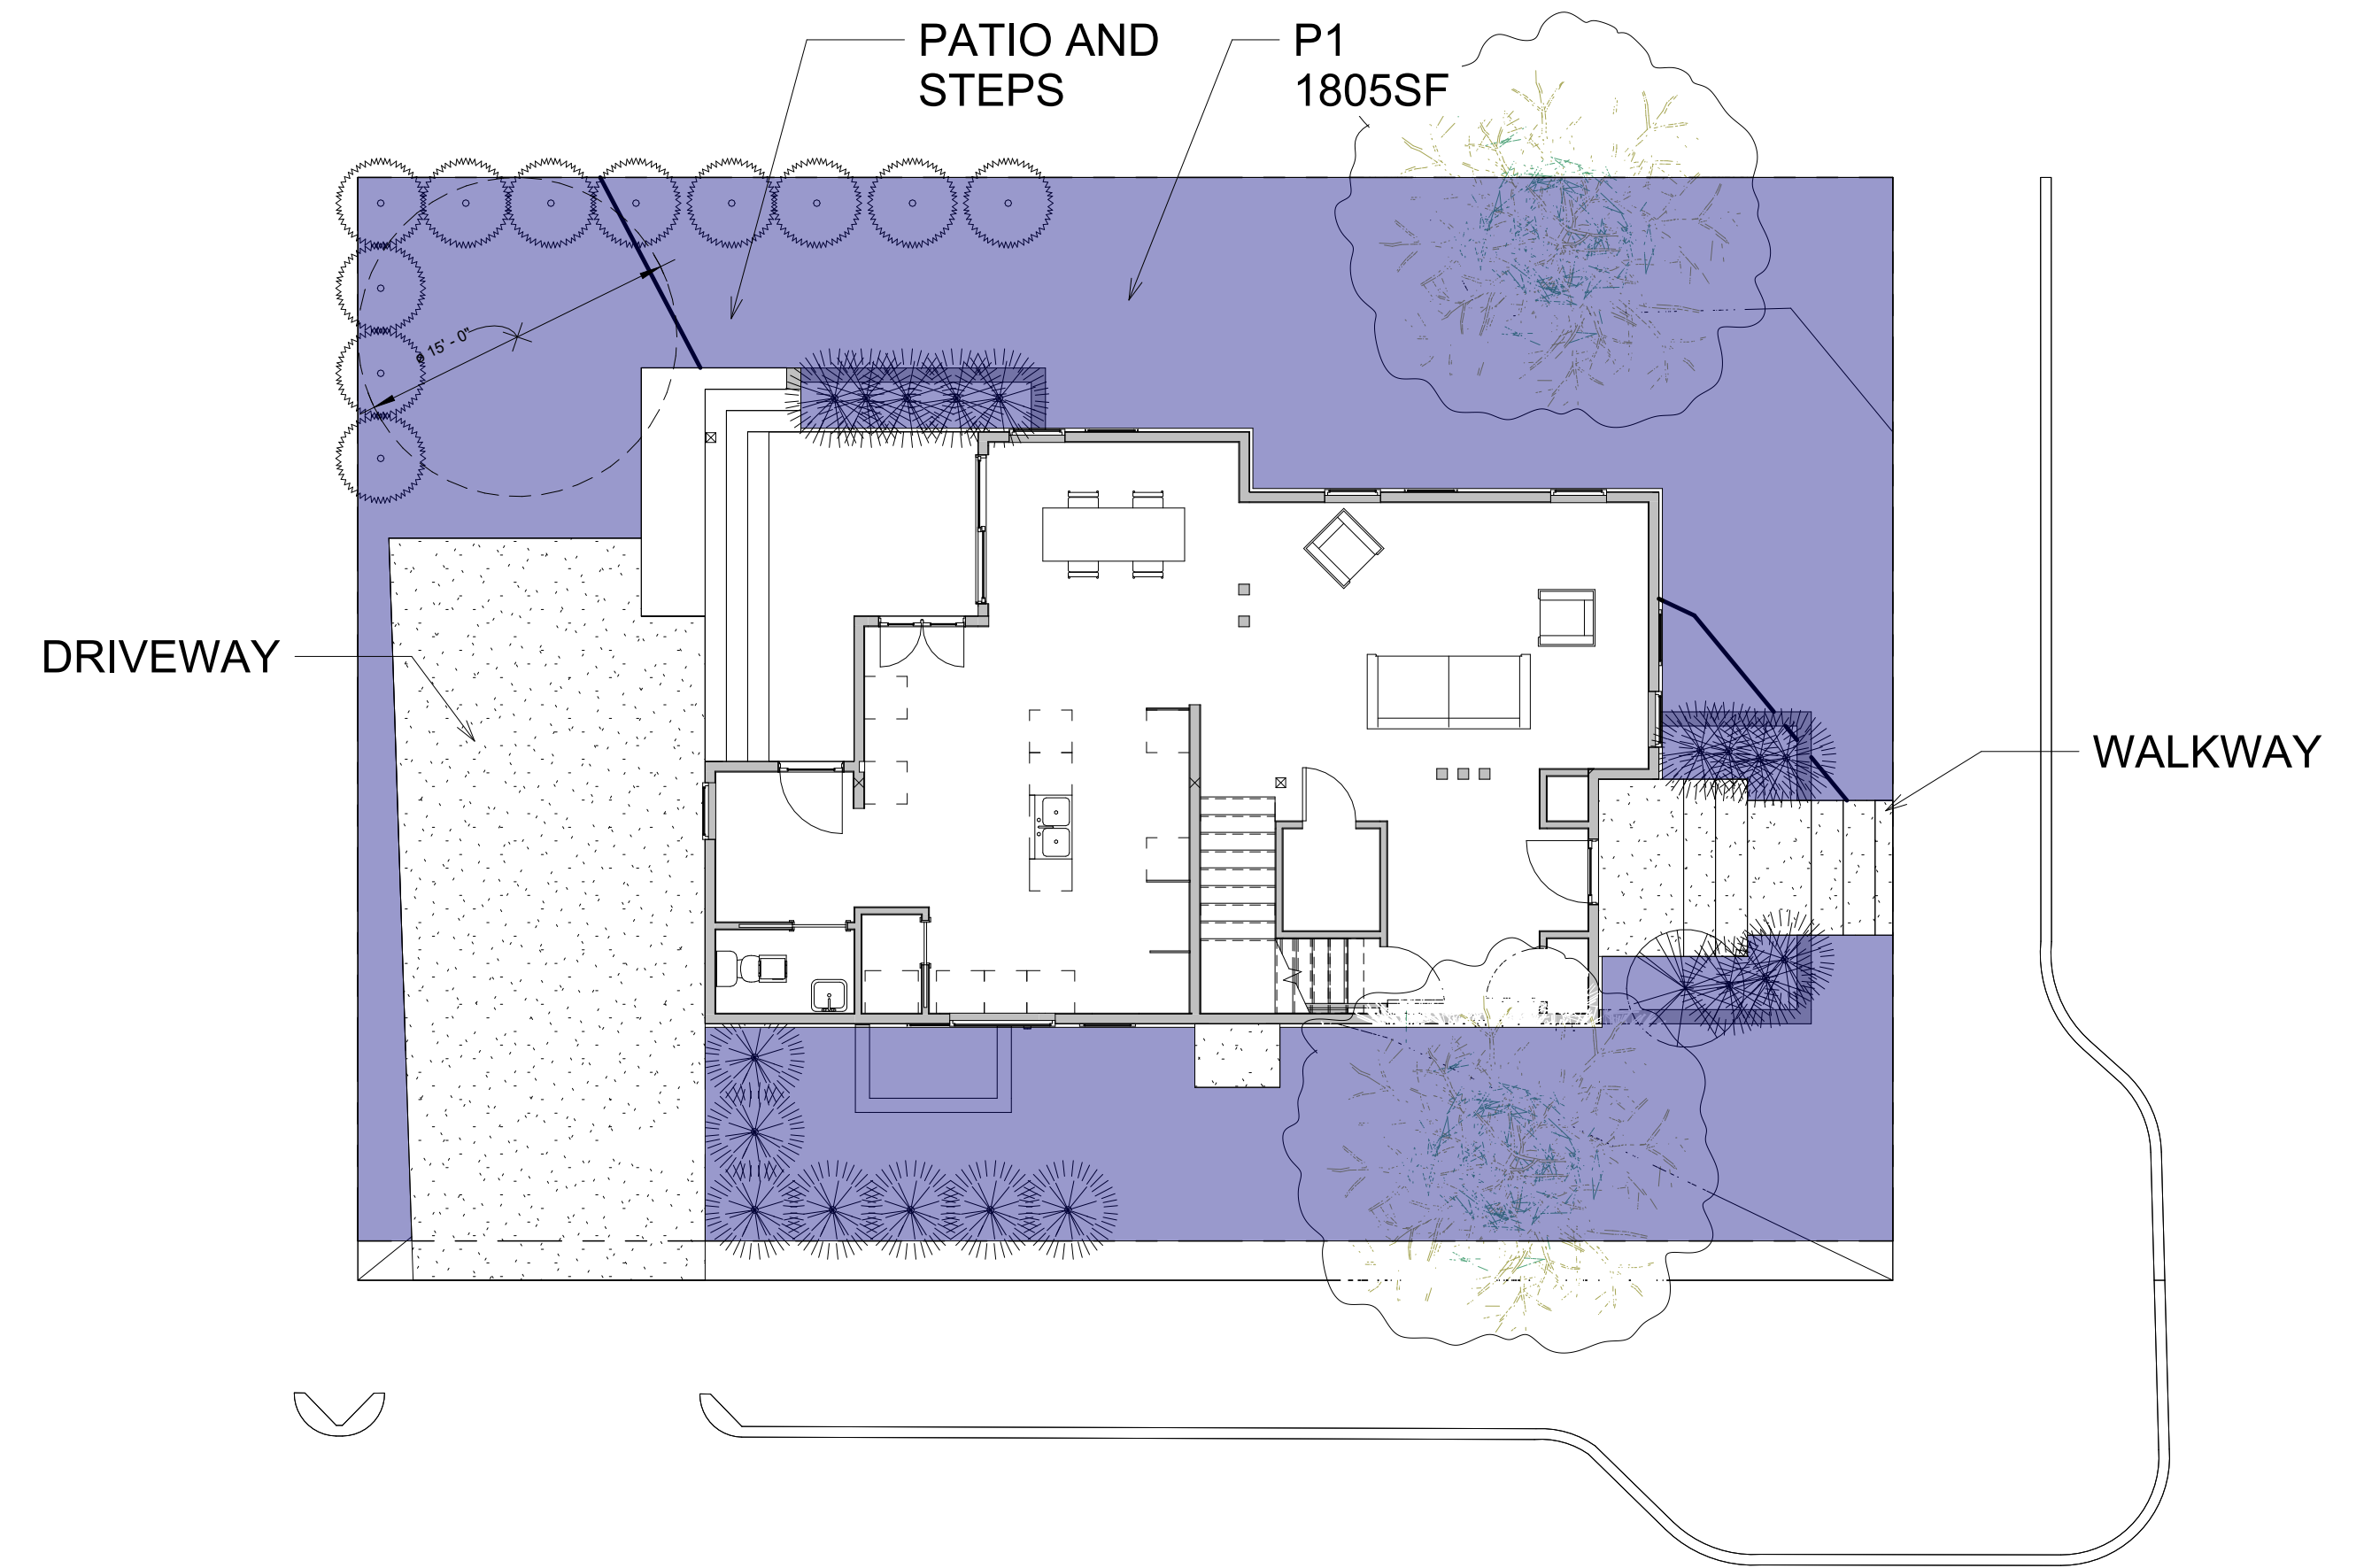 PATIO AND
STEPS
P1
1805SF
ø 15' - 0"
DRIVEWAY
WALKWAY